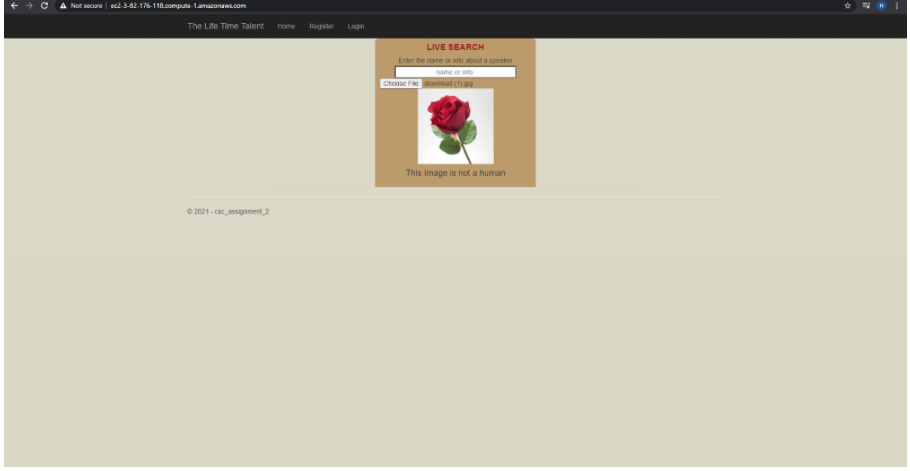 Not secure | ec2-3-82-176-118.compute-1.amazonaws.com
The Life Time Talent Home Register Login
LIVE SEARCH
Enter the name or info about a speaker
name or info
Choose File download (1).jpg
This Image is not a human
© 2021 - csc_assignment_2